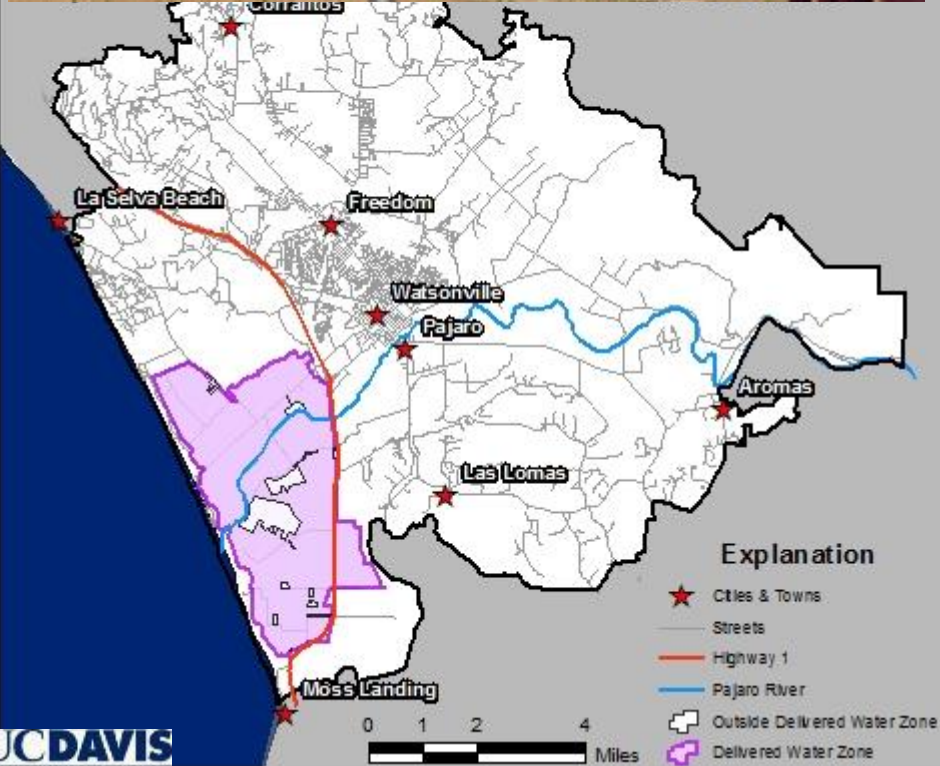 Corralitos
La Selva Beach
Freedom
Watsonville
Pajaro
Aromas
Las Lomas
Explanation
Cities & Towns
Streets
Highway 1
Pajaro River
Moss Landing
Outside Delivered Water Zone
0 1 2 4
Miles
Delivered Water Zone
UCDAVIS